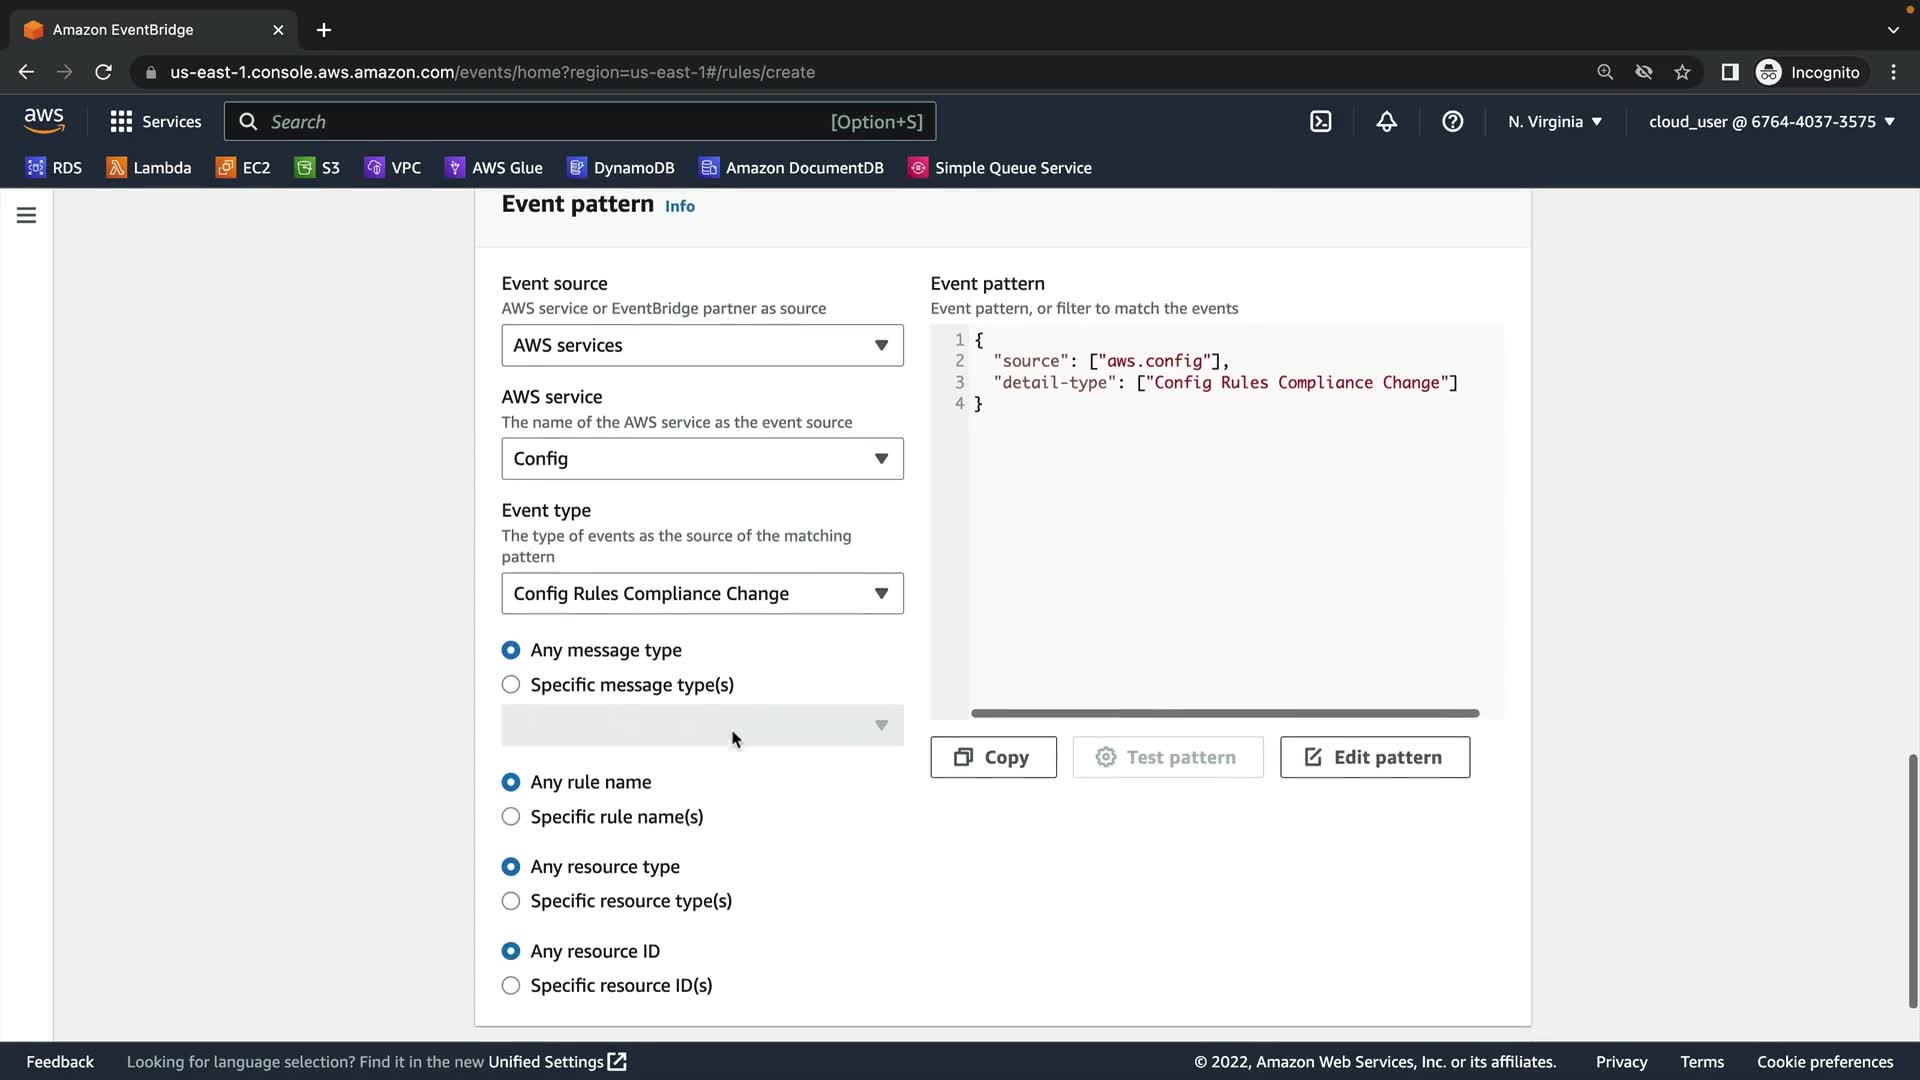 Amazon EventBridge
us-east-1.console.aws.amazon.com/events/home?region=us-east-1#/rules/create
Incognito
aws
Services
Search
[Option+S]
N. Virginia
cloud_user @ 6764-4037-3575
RDS
Lambda
EC2
S3
VPC
AWS Glue
DynamoDB
Amazon DocumentDB
Simple Queue Service
Event pattern Info
Event source
AWS service or EventBridge partner as source
AWS services
AWS service
The name of the AWS service as the event source
Config
Event type
The type of events as the source of the matching
pattern
Config Rules Compliance Change
Any message type
Specific message type(s)
Any rule name
Specific rule name(s)
Any resource type
Specific resource type(s)
Any resource ID
Specific resource ID(s)
Event pattern
Event pattern, or filter to match the events
1 {
2 "source": ["aws.config"],
3 "detail-type": ["Config Rules Compliance Change"]
4 }
Copy
Test pattern
Edit pattern
Feedback
Looking for language selection? Find it in the new Unified Settings
© 2022, Amazon Web Services, Inc. or its affiliates.
Privacy
Terms
Cookie preferences